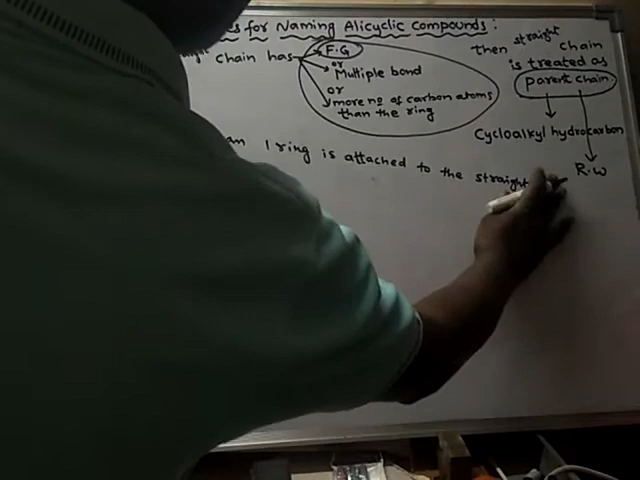 for Naming Alicyclic Compounds:
chain has F.G
or
Multiple bond
or
more no of carbon atoms
than the ring
then straight chain
is treated as
parent chain
Cycloalkyl hydrocarbon
R.W
1 ring is attached to the straight